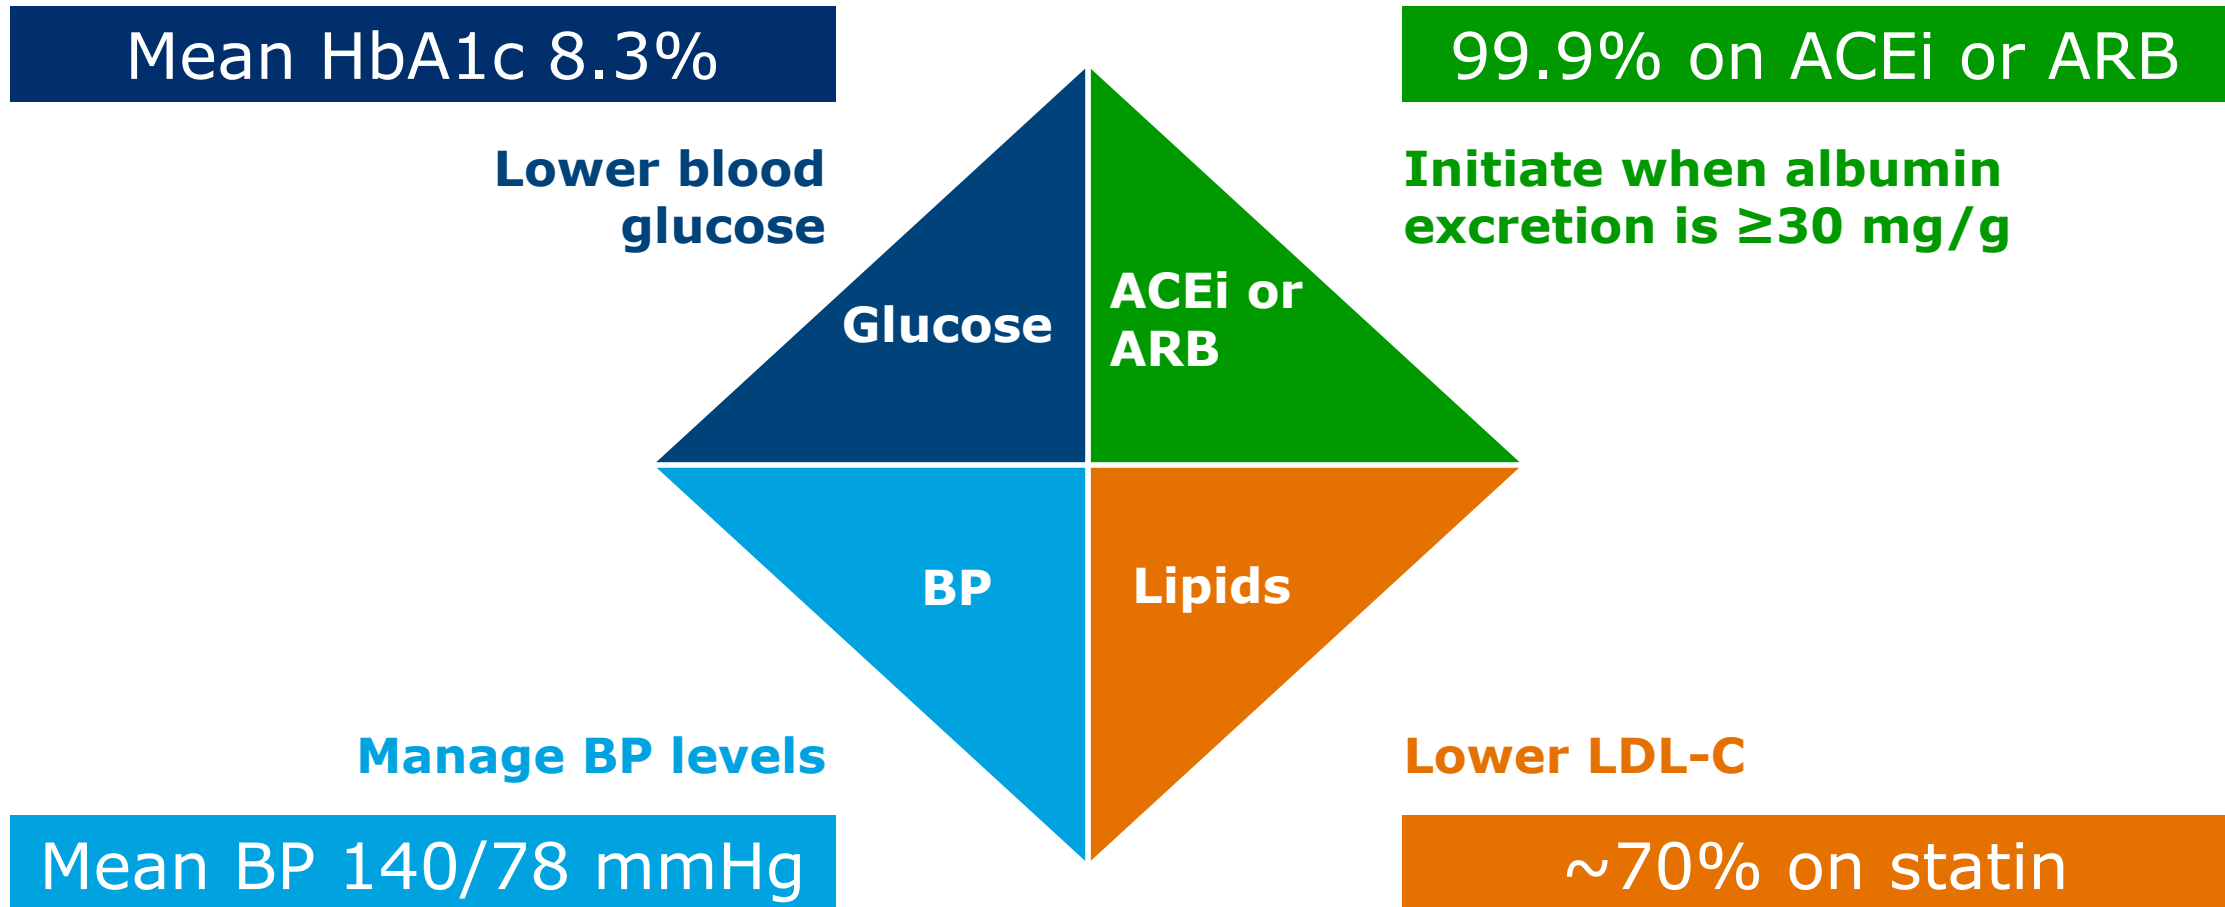 Mean HbA1c 8.3%
99.9% on ACEi or ARB
Lower blood
glucose
Initiate when albumin
excretion is ≥30 mg/g
Glucose
ACEi or
ARB
BP
Lipids
Manage BP levels
Lower LDL-C
Mean BP 140/78 mmHg
~70% on statin